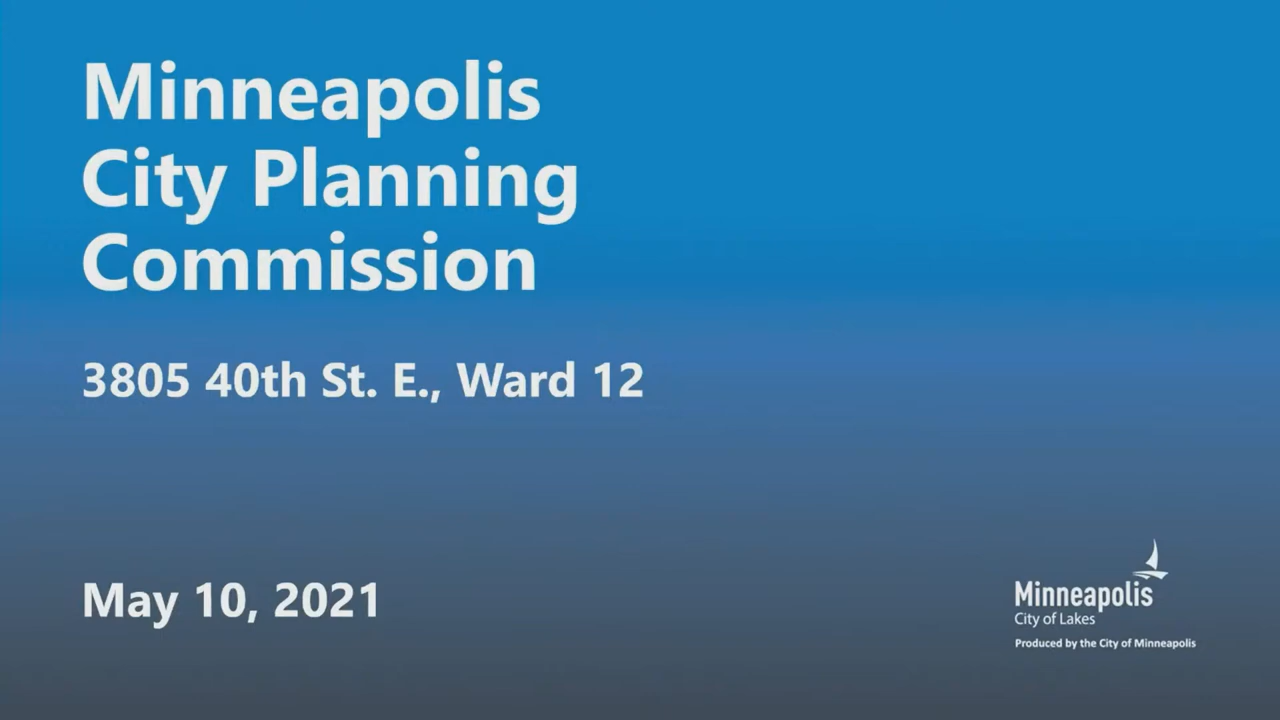 Minneapolis
City Planning
Commission
3805 40th St. E., Ward 12
May 10, 2021
Minneapolis
City of Lakes
Produced by the City of Minneapolis